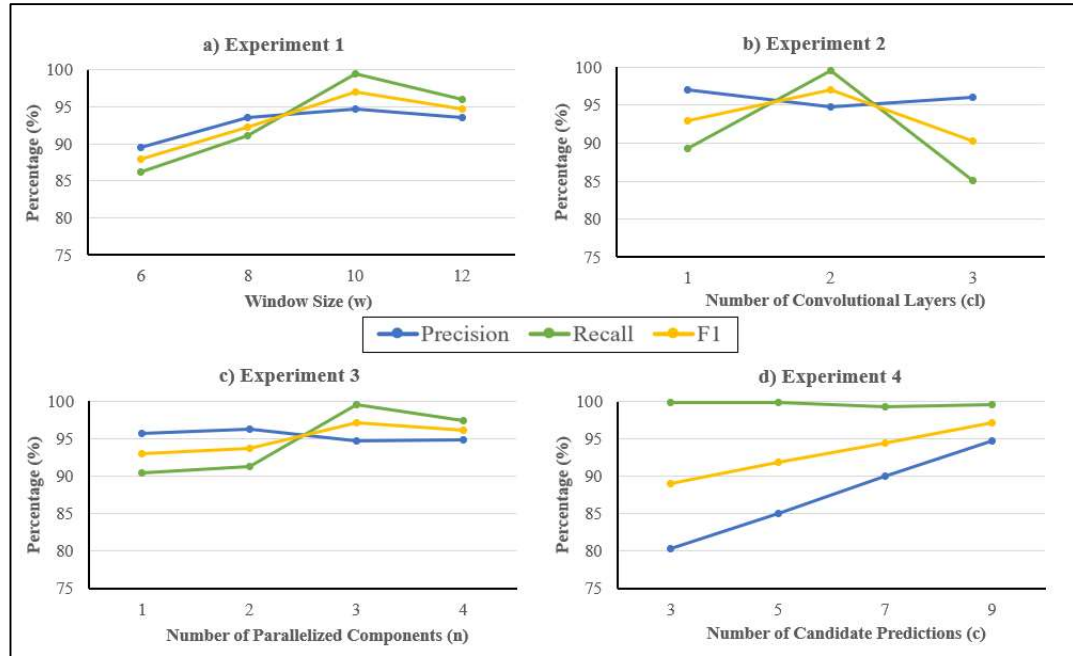 a) Experiment 1
Percentage (%)
100
95
90
85
80
75
6 8 10 12
Window Size (w)
b) Experiment 2
Percentage (%)
100
95
90
85
80
75
1 2 3
Number of Convolutional Layers (cl)
Precision Recall F1
c) Experiment 3
Percentage (%)
100
95
90
85
80
75
1 2 3 4
Number of Parallelized Components (n)
d) Experiment 4
Percentage (%)
100
95
90
85
80
75
3 5 7 9
Number of Candidate Predictions (c)